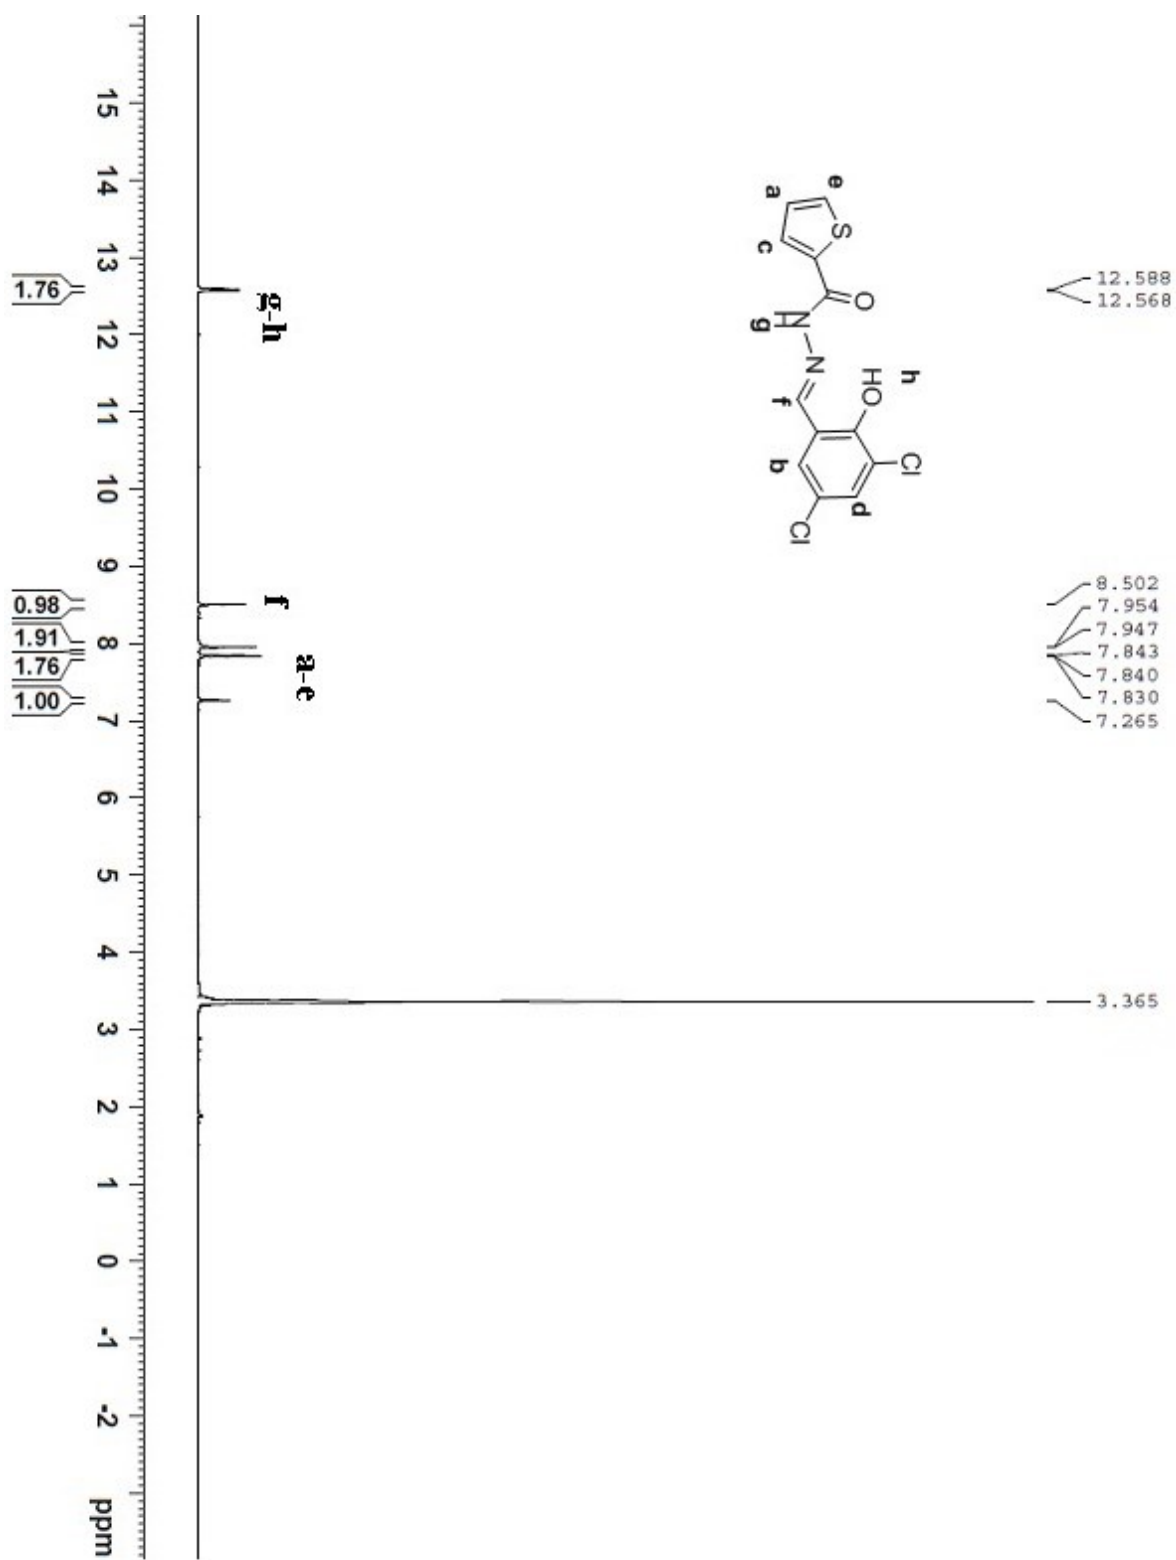 12.588
12.568
8.502
7.954
7.947
7.843
7.840
7.830
7.265
3.365
h
HO
Cl
O
S
N
N
H
e
a
c
g
f
b
d
Cl
g-h
f
a-e
15 14 13 12 11 10 9 8 7 6 5 4 3 2 1 0 -1 -2 ppm
1.76
0.98
1.91
1.76
1.00